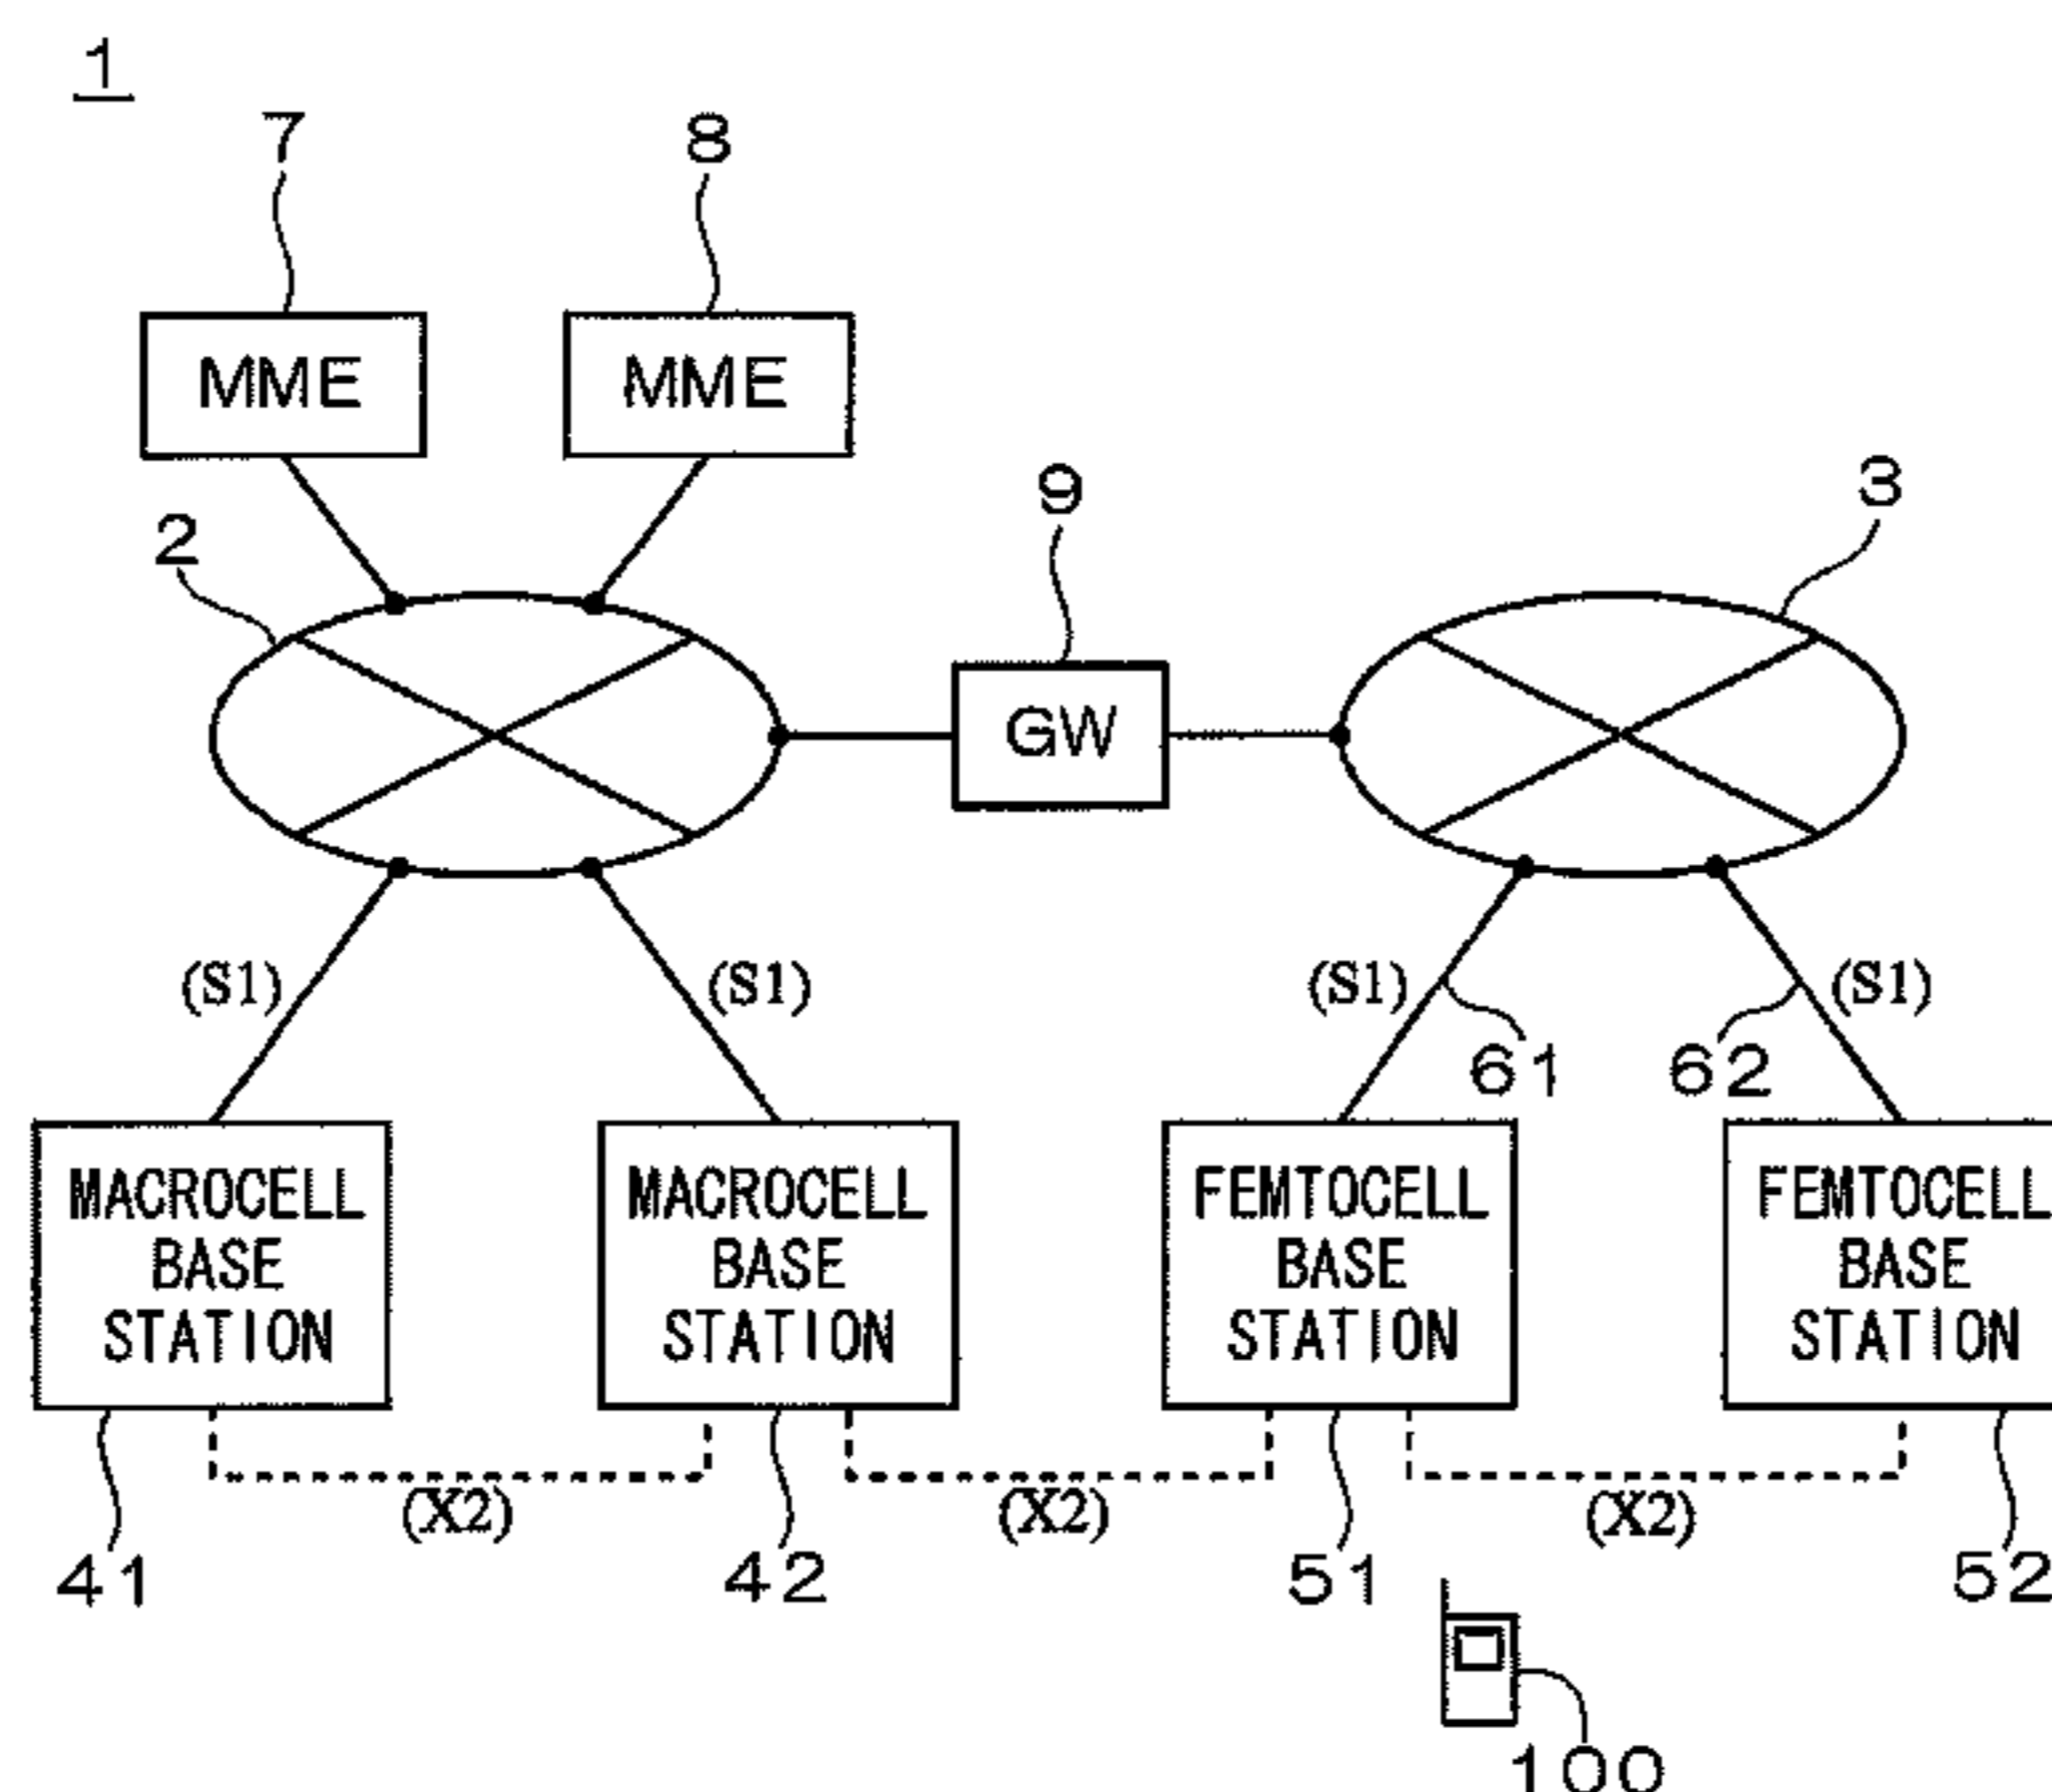 1
7
8
MME
MME
2
9
3
GW
(S1)
(S1)
(S1)
(S1)
61
62
MACROCELL
BASE
STATION
MACROCELL
BASE
STATION
FEMTOCELL
BASE
STATION
FEMTOCELL
BASE
STATION
(X2)
(X2)
(X2)
41
42
51
52
100